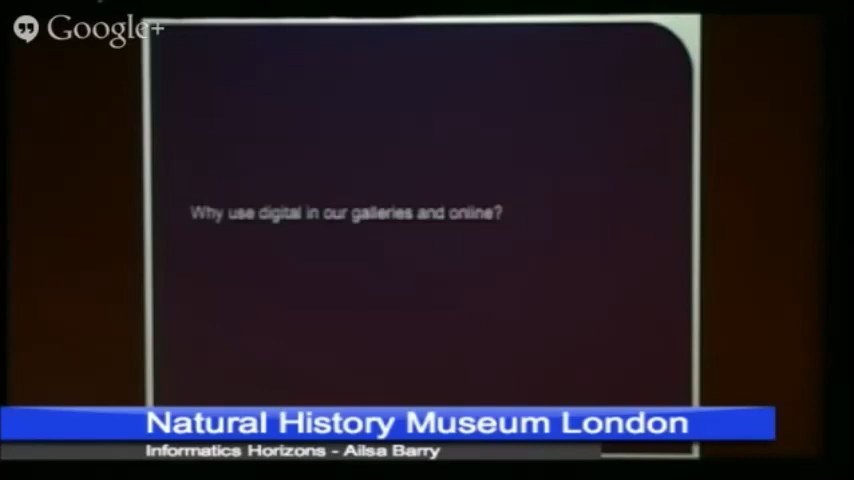 Google+
Why use digital in our galleries and online?
Natural History Museum London
Informatics Horizons - Ailsa Barry